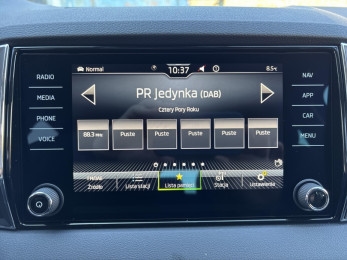 Normal 10:37 8.5°c
RADIO
MEDIA
PHONE
VOICE
NAV
APP
CAR
MENU
PR Jedynka (DAB)
Cztery Pory Roku
88.3 MHz Puste Puste Puste Puste Puste
Źródło Lista stacji Lista pamięci Stacja Ustawienia